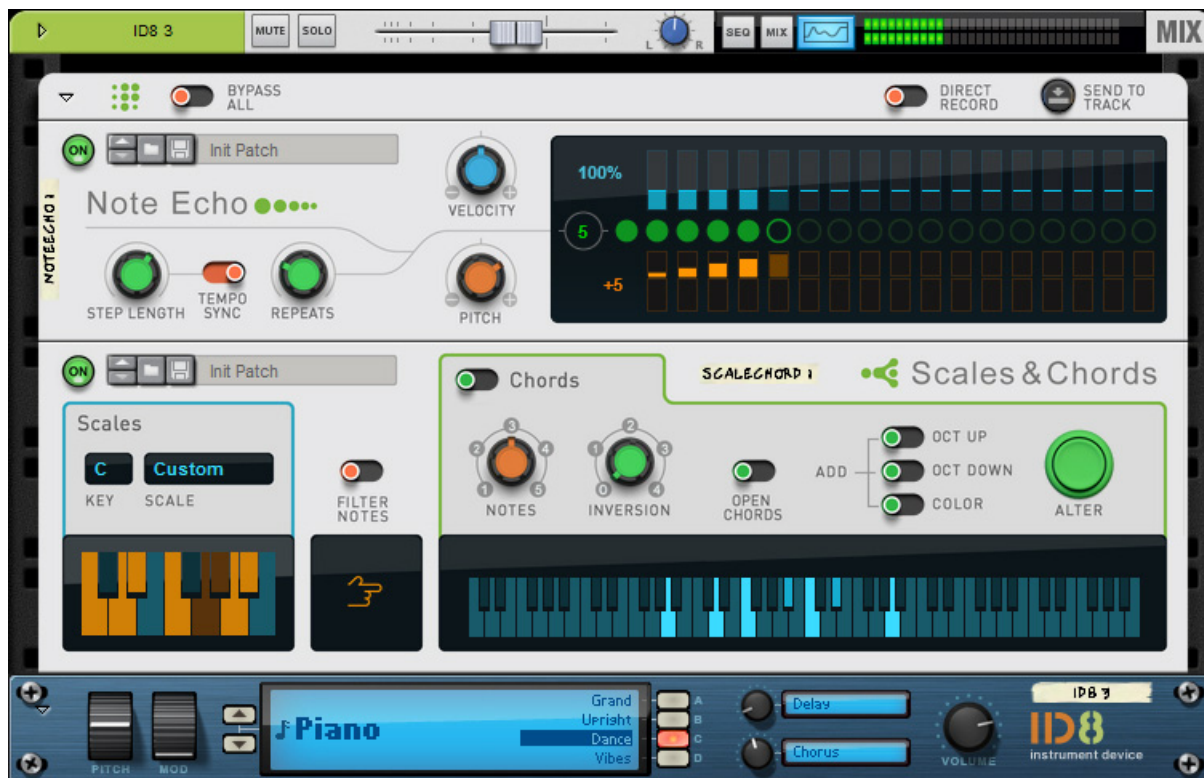 ID8 3
MUTE SOLO
L R
SEQ MIX
MIX
BYPASS
ALL
DIRECT
RECORD
SEND TO
TRACK
ON
Init Patch
NOTEECHO 1
Note Echo
VELOCITY
100%
5
+5
STEP LENGTH
TEMPO
SYNC
REPEATS
PITCH
ON
Init Patch
Chords
SCALECHORD 1
Scales & Chords
Scales
C
Custom
KEY SCALE
FILTER
NOTES
1 2 3 4 5
NOTES
0 1 2 3 4
INVERSION
OPEN
CHORDS
ADD
OCT UP
OCT DOWN
COLOR
ALTER
PITCH MOD
Piano
Grand A
Upright B
Dance C
Vibes D
Delay
Chorus
VOLUME
ID8 3
ID8
instrument device